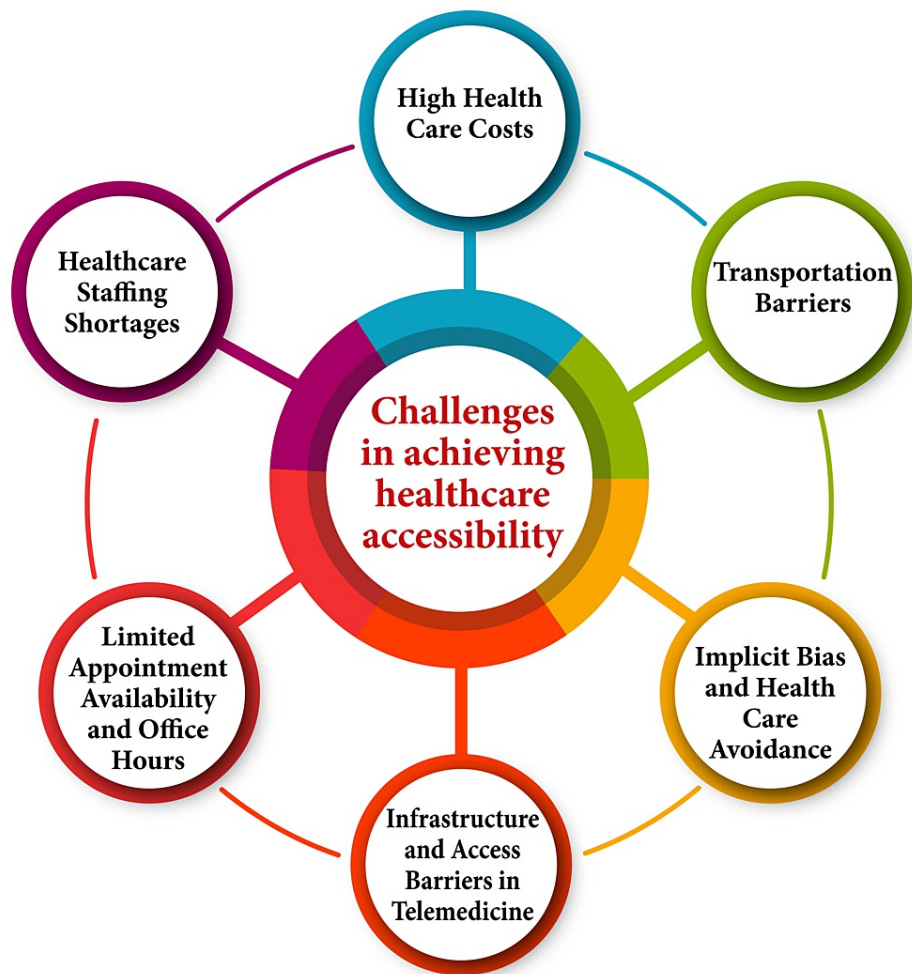 High Health
Care Costs
Transportation
Barriers
Implicit Bias
and Health
Care
Avoidance
Infrastructure
and Access
Barriers in
Telemedicine
Limited
Appointment
Availability
and Office
Hours
Healthcare
Staffing
Shortages
Challenges
in achieving
healthcare
accessibility